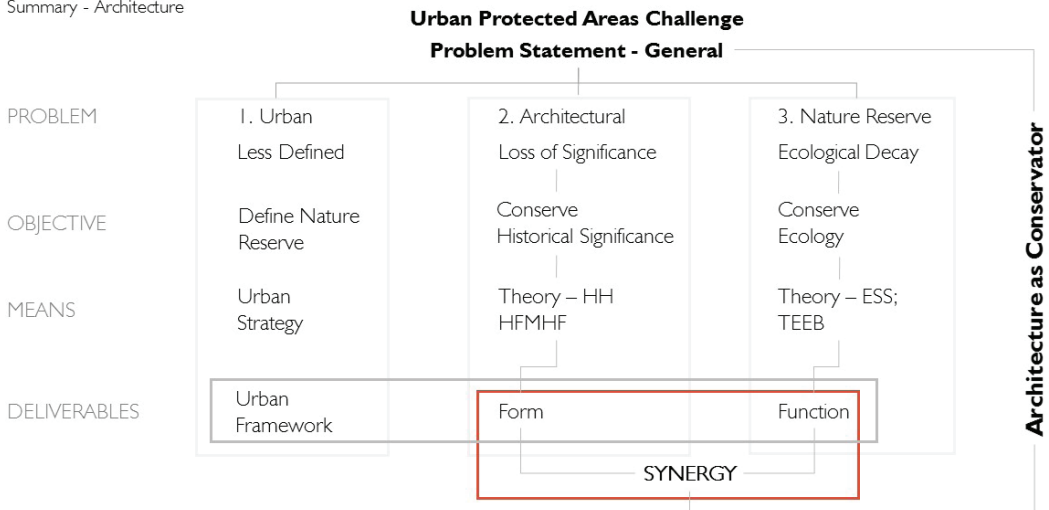 Summary - Architecture
Urban Protected Areas Challenge
Problem Statement - General
PROBLEM
1. Urban
2. Architectural
3. Nature Reserve
Less Defined
Loss of Significance
Ecological Decay
OBJECTIVE
Define Nature
Reserve
Conserve
Historical Significance
Conserve
Ecology
MEANS
Urban
Strategy
Theory – HH
HFMHF
Theory – ESS;
TEEB
DELIVERABLES
Urban
Framework
Form
Function
SYNERGY
Architecture as Conservator